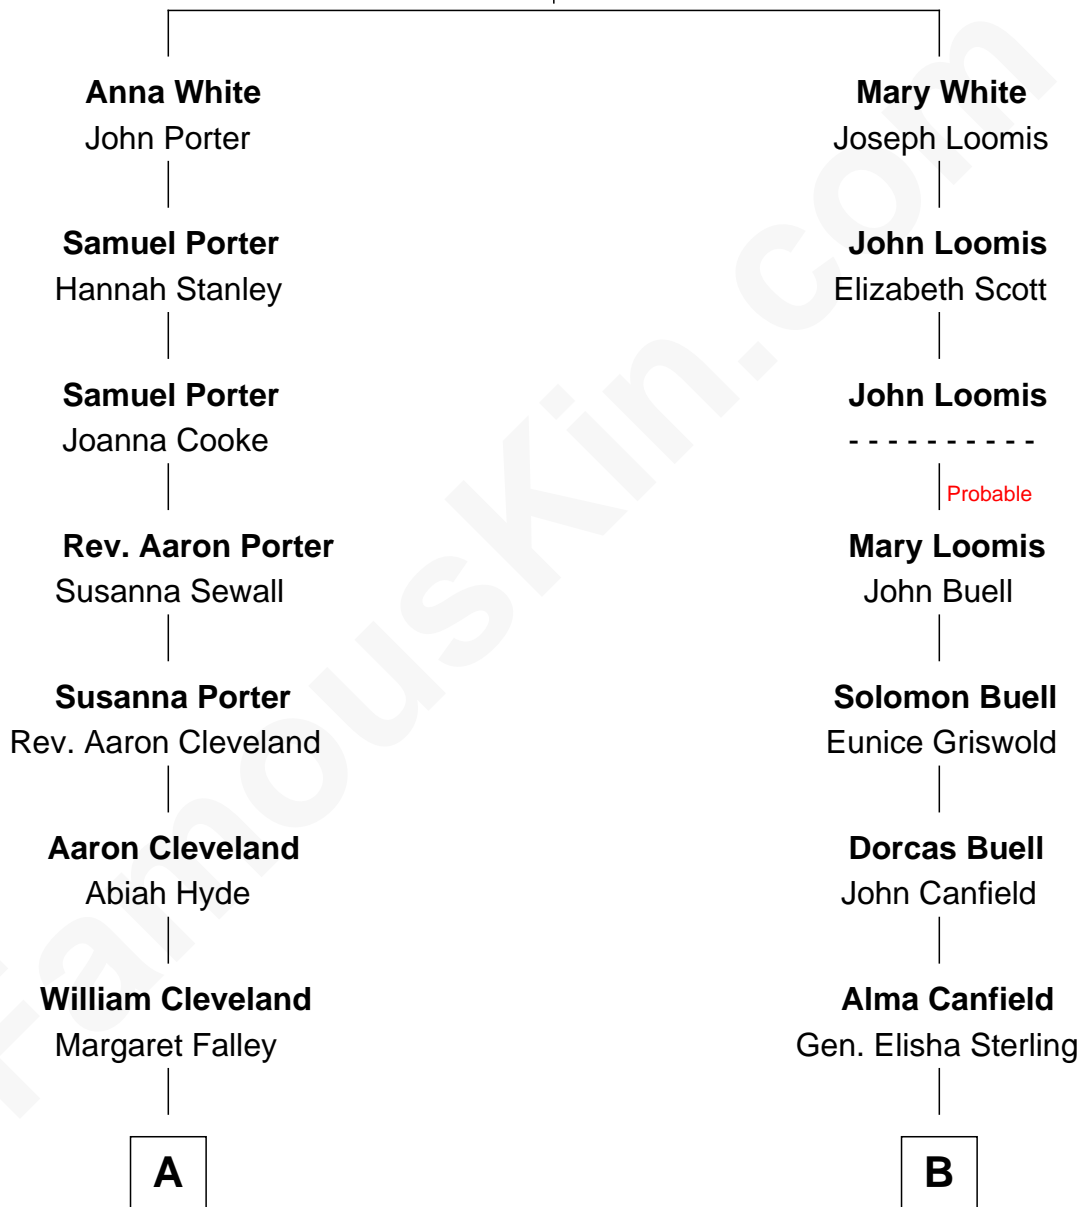 Anna White
John Porter
Samuel Porter
Hannah Stanley
Samuel Porter
Joanna Cooke
Rev. Aaron Porter
Susanna Sewall
Susanna Porter
Rev. Aaron Cleveland
Aaron Cleveland
Abiah Hyde
William Cleveland
Margaret Falley
A
Mary White
Joseph Loomis
John Loomis
Elizabeth Scott
John Loomis
- - - - - - - - - -
Probable
Mary Loomis
John Buell
Solomon Buell
Eunice Griswold
Dorcas Buell
John Canfield
Alma Canfield
Gen. Elisha Sterling
B
FamousKin.com